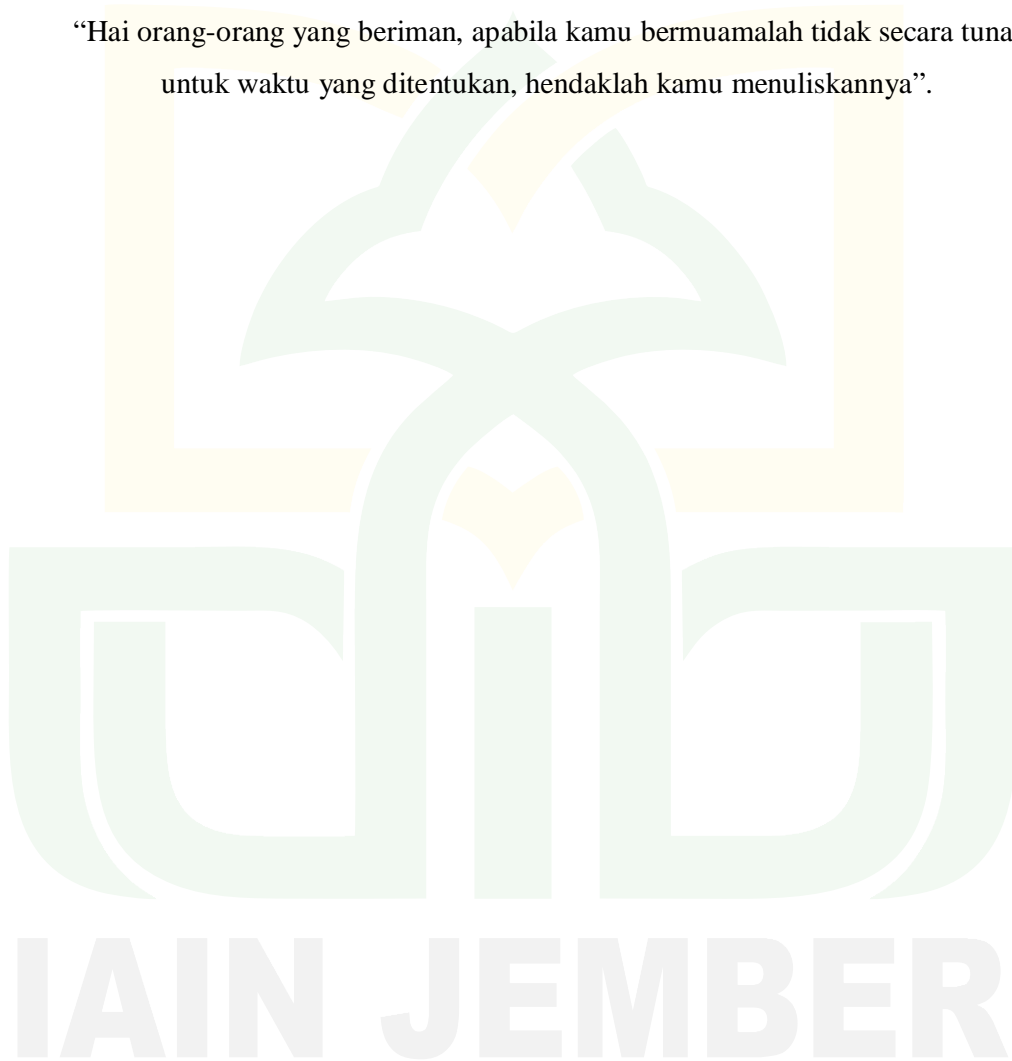 “Hai orang-orang yang beriman, apabila kamu bermuamalah tidak secara tuna
untuk waktu yang ditentukan, hendaklah kamu menuliskannya”.
IAIN JEMBER